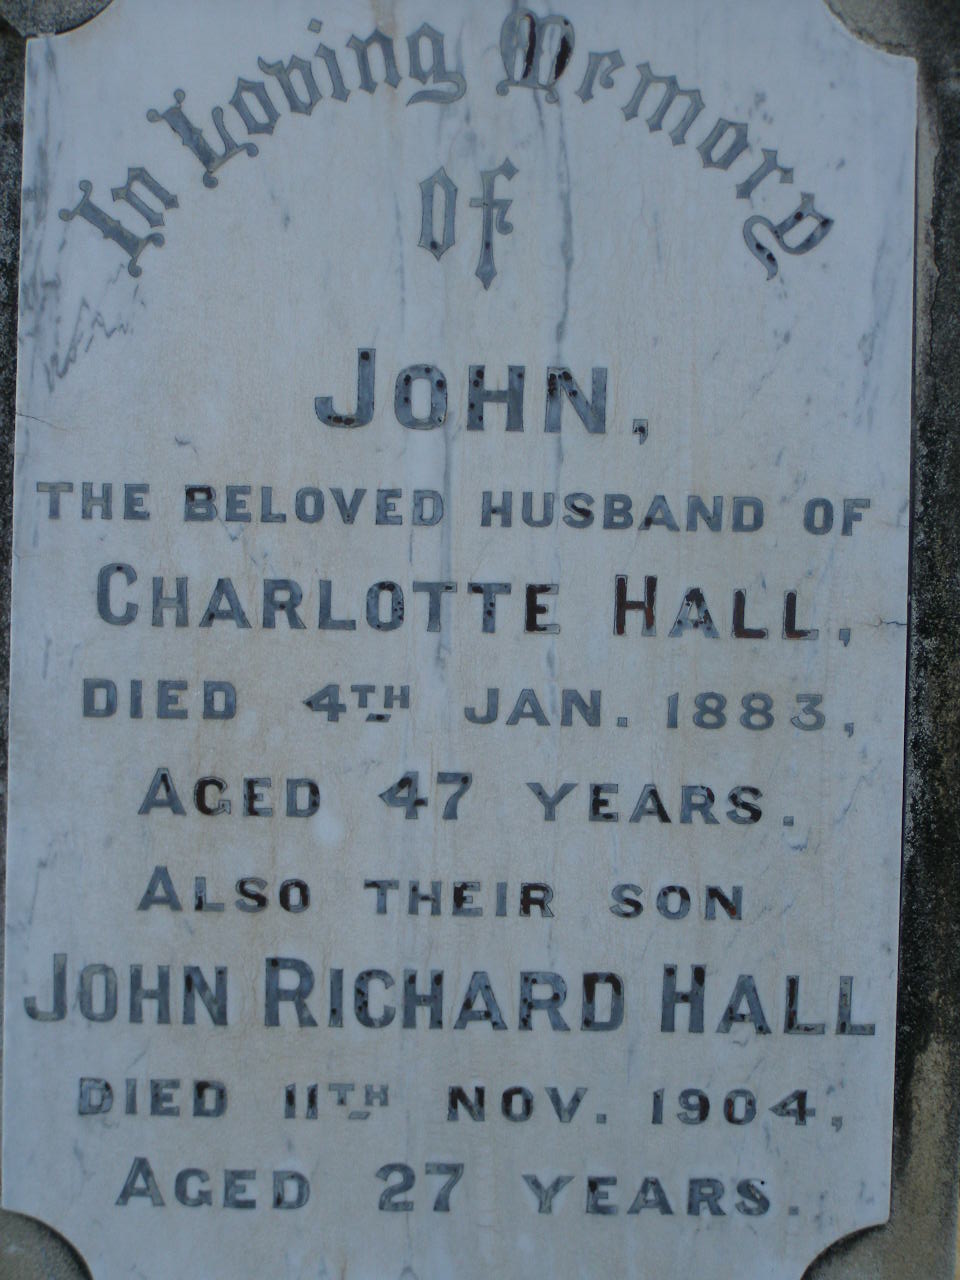 In Loving Memory
of
JOHN,
THE BELOVED HUSBAND OF
CHARLOTTE HALL,
DIED 4TH JAN. 1883,
AGED 47 YEARS.
ALSO THEIR SON
JOHN RICHARD HALL
DIED 11TH NOV. 1904,
AGED 27 YEARS.